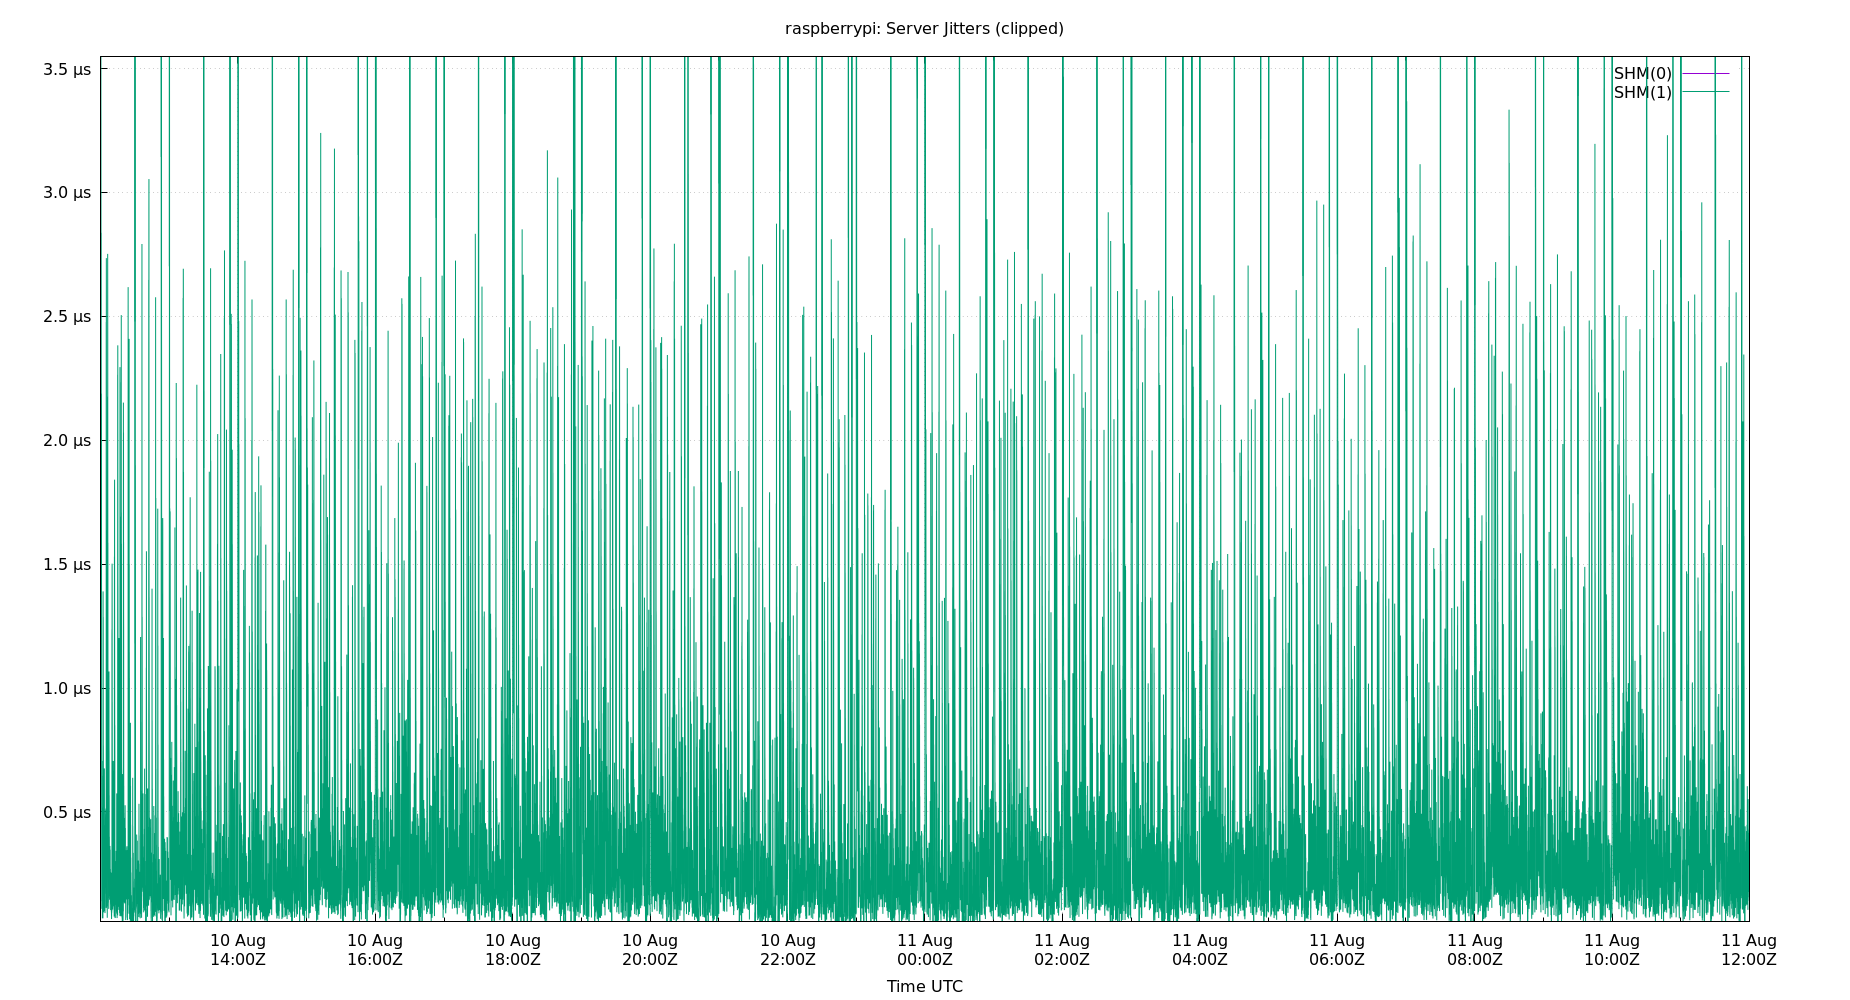 raspberrypi: Server Jitters (clipped)
3.5 µs
SHM(0)
SHM(1)
3.0 µs
2.5 µs
2.0 µs
1.5 µs
1.0 µs
0.5 µs
10 Aug 10 Aug 10 Aug 10 Aug 10 Aug 11 Aug 11 Aug 11 Aug 11 Aug 11 Aug 11 Aug 11 Aug
14:00Z 16:00Z 18:00Z 20:00Z 22:00Z 00:00Z 02:00Z 04:00Z 06:00Z 08:00Z 10:00Z 12:00Z
Time UTC